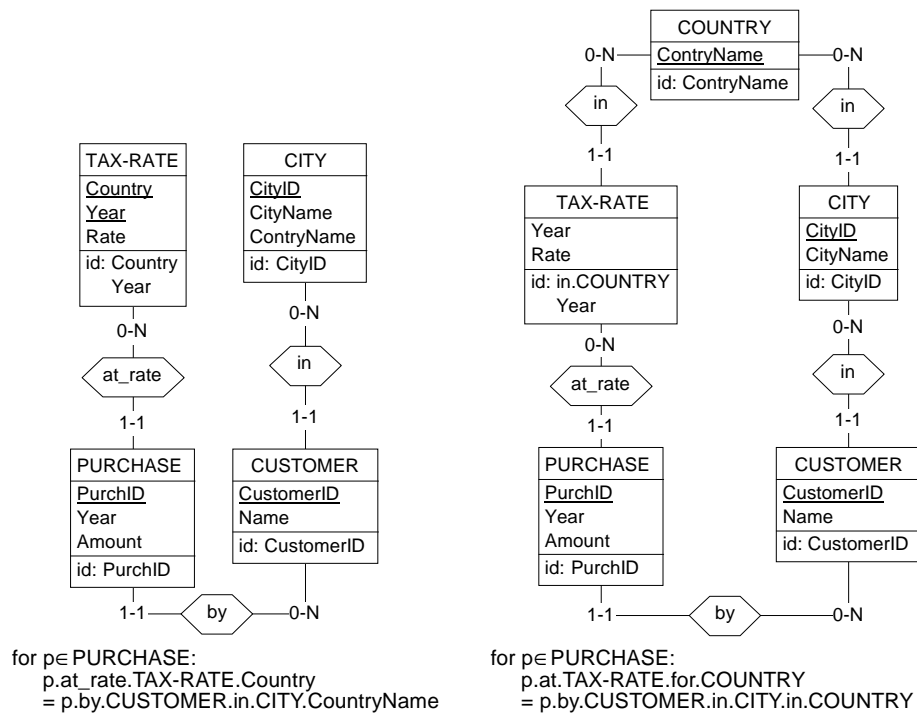 TAX-RATE
Country
Year
Rate
id: Country
Year
0-N
at_rate
1-1
PURCHASE
PurchID
Year
Amount
id: PurchID
1-1
by
0-N
CITY
CityID
CityName
ContryName
id: CityID
0-N
in
1-1
CUSTOMER
CustomerID
Name
id: CustomerID
for p∈PURCHASE:
p.at_rate.TAX-RATE.Country
= p.by.CUSTOMER.in.CITY.CountryName
COUNTRY
ContryName
id: ContryName
0-N
0-N
in
in
1-1
1-1
TAX-RATE
Year
Rate
id: in.COUNTRY
Year
0-N
at_rate
1-1
PURCHASE
PurchID
Year
Amount
id: PurchID
1-1
by
0-N
CITY
CityID
CityName
id: CityID
0-N
in
1-1
CUSTOMER
CustomerID
Name
id: CustomerID
for p∈PURCHASE:
p.at.TAX-RATE.for.COUNTRY
= p.by.CUSTOMER.in.CITY.in.COUNTRY